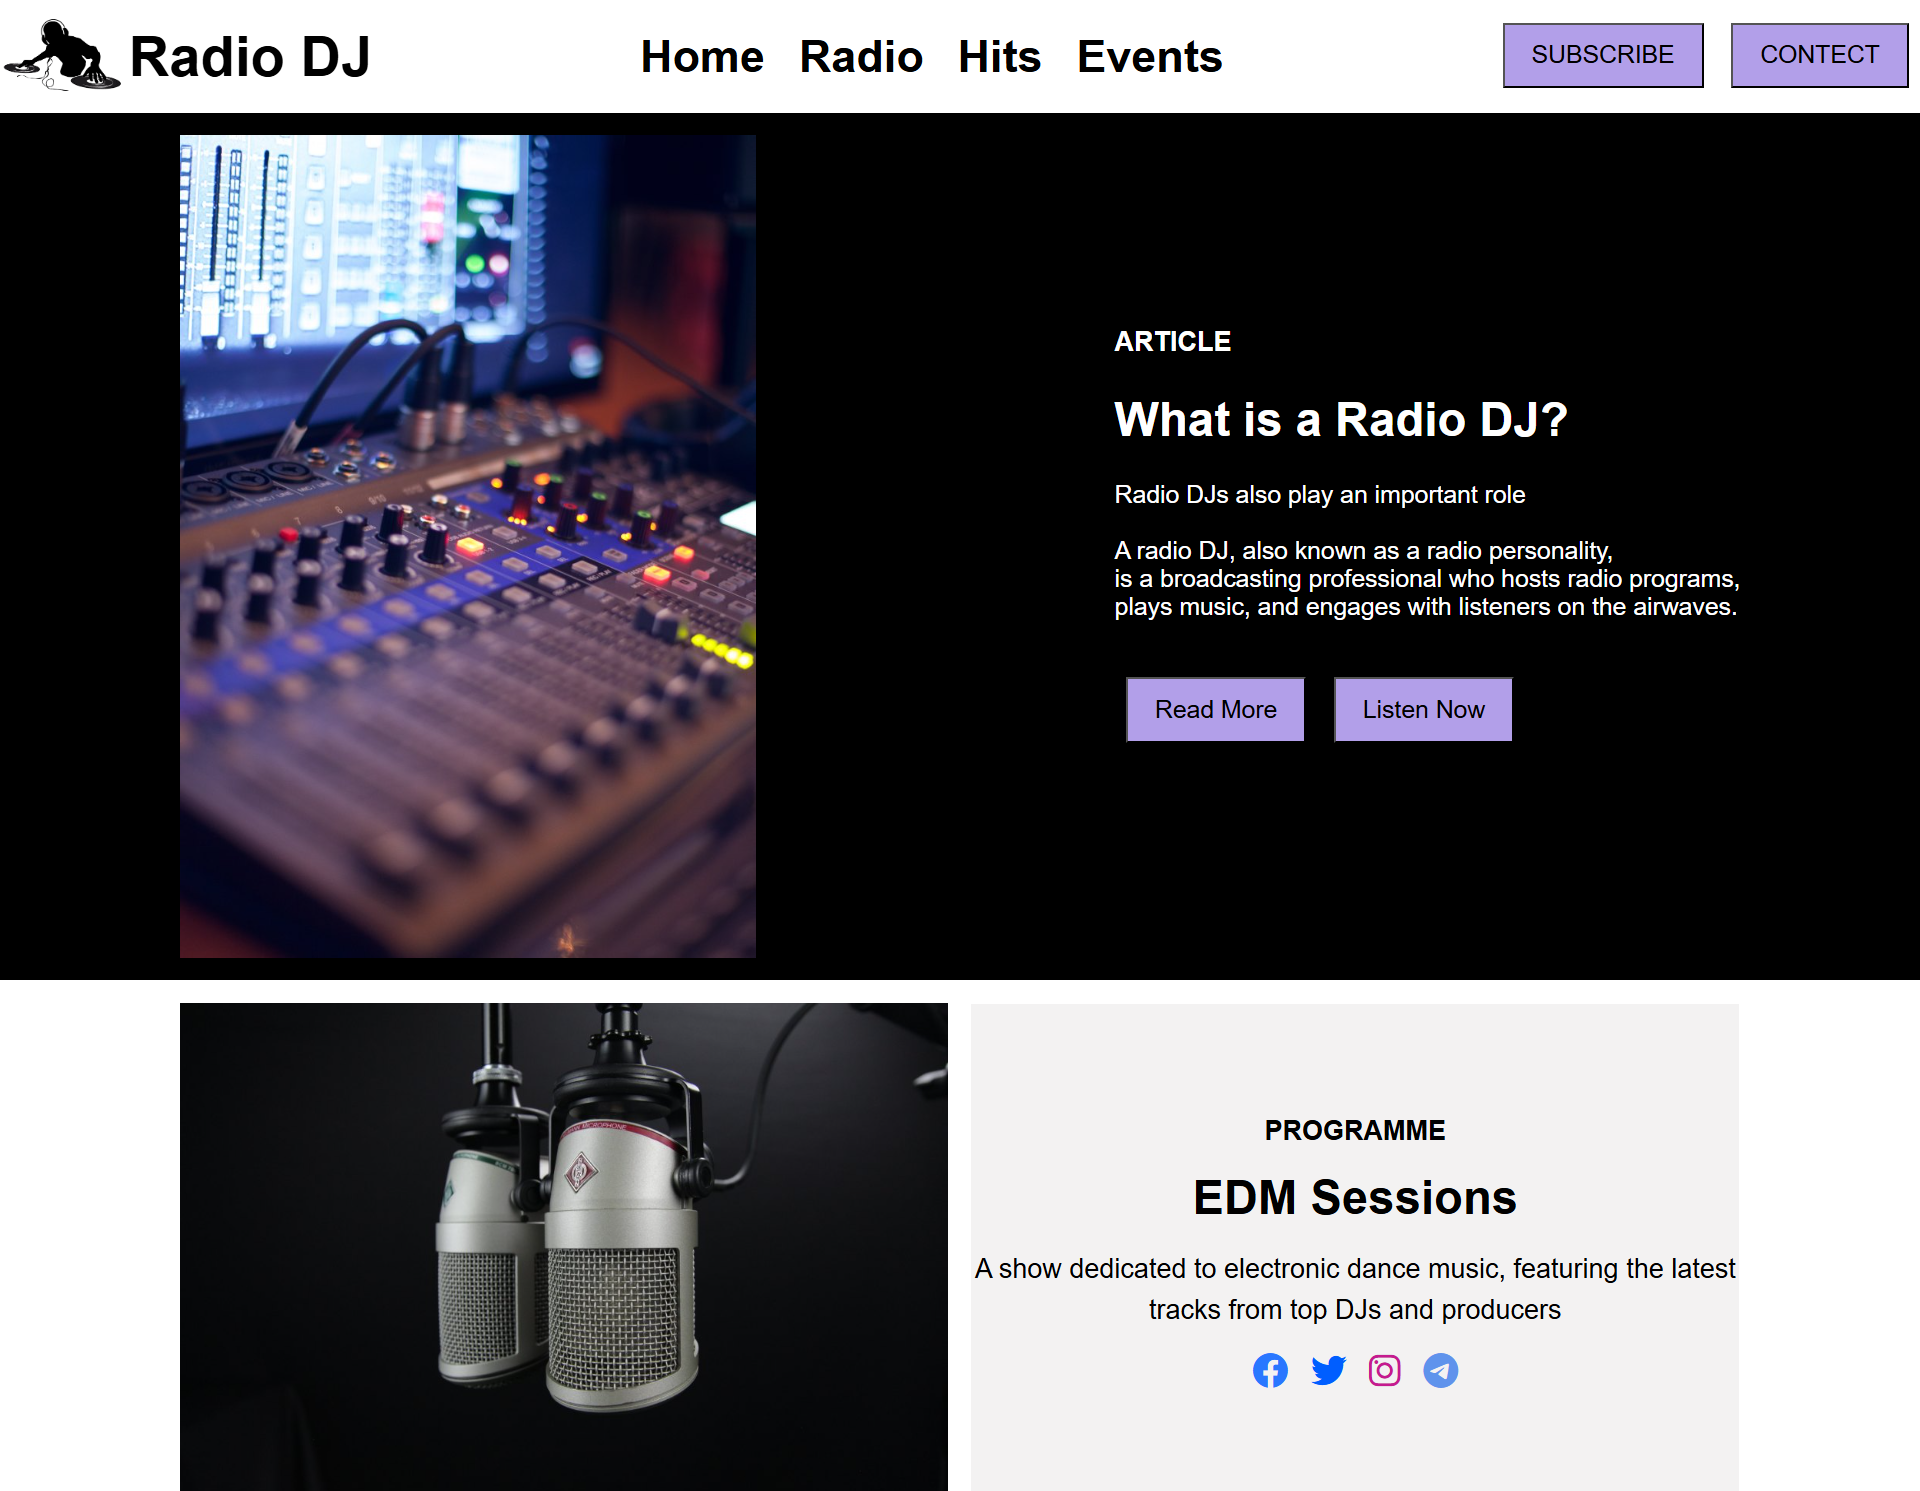 Radio DJ
Home Radio Hits Events
SUBSCRIBE CONTECT
ARTICLE
What is a Radio DJ?
Radio DJs also play an important role
A radio DJ, also known as a radio personality,
is a broadcasting professional who hosts radio programs,
plays music, and engages with listeners on the airwaves.
Read More Listen Now
PROGRAMME
EDM Sessions
A show dedicated to electronic dance music, featuring the latest
tracks from top DJs and producers